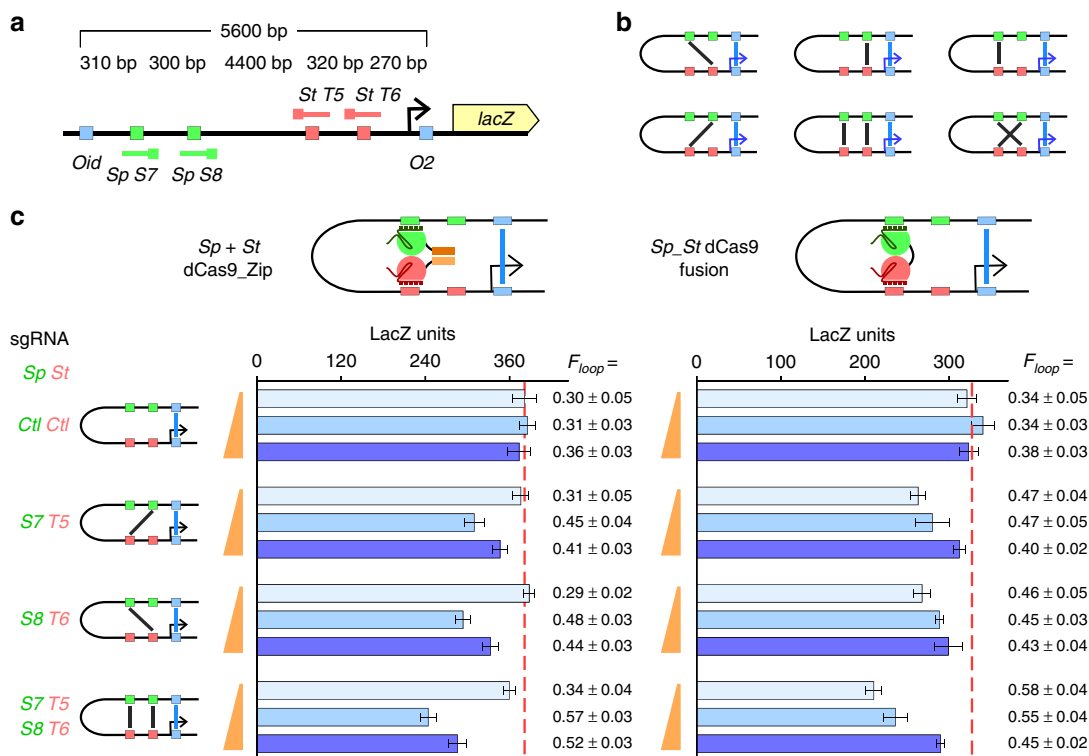 a
5600 bp
310 bp 300 bp 4400 bp 320 bp 270 bp
St T5 St T6
lacZ
Oid Sp S7 Sp S8 O2
b
c
Sp + St
dCas9_Zip
Sp_St dCas9
fusion
sgRNA
Sp St
LacZ units
0 120 240 360
F_loop =
LacZ units
0 100 200 300
F_loop =
Ctl Ctl
0.30 ± 0.05
0.31 ± 0.03
0.36 ± 0.03
0.34 ± 0.05
0.34 ± 0.03
0.38 ± 0.03
S7 T5
0.31 ± 0.05
0.45 ± 0.04
0.41 ± 0.03
0.47 ± 0.04
0.47 ± 0.05
0.40 ± 0.02
S8 T6
0.29 ± 0.02
0.48 ± 0.03
0.44 ± 0.03
0.46 ± 0.05
0.45 ± 0.03
0.43 ± 0.04
S7 T5
S8 T6
0.34 ± 0.04
0.57 ± 0.03
0.52 ± 0.03
0.58 ± 0.04
0.55 ± 0.04
0.45 ± 0.02